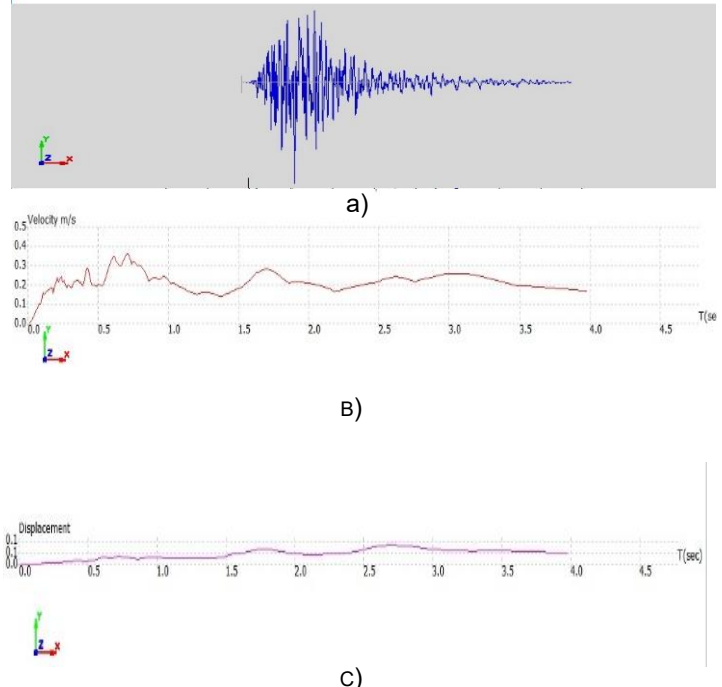 Y
Z X
a)
Velocity m/s
0.5
0.4
0.3
0.2
0.1
0.0
0.0 0.5 1.0 1.5 2.0 2.5 3.0 3.5 4.0 4.5 T(se
Y
Z X
B)
Displacement
0.1
0.1
0.0
0.0 0.5 1.0 1.5 2.0 2.5 3.0 3.5 4.0 4.5 T(sec)
Y
Z X
C)